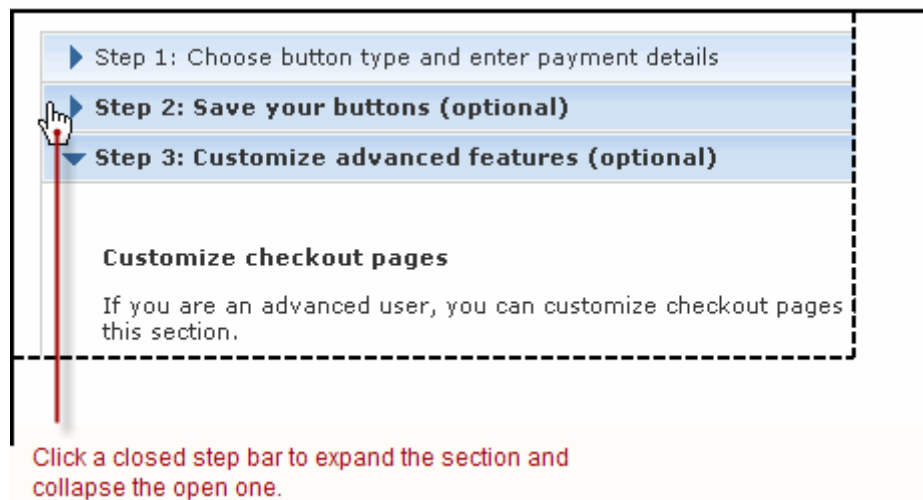 Step 1: Choose button type and enter payment details
Step 2: Save your buttons (optional)
Step 3: Customize advanced features (optional)
Customize checkout pages
If you are an advanced user, you can customize checkout pages
this section.
Click a closed step bar to expand the section and
collapse the open one.